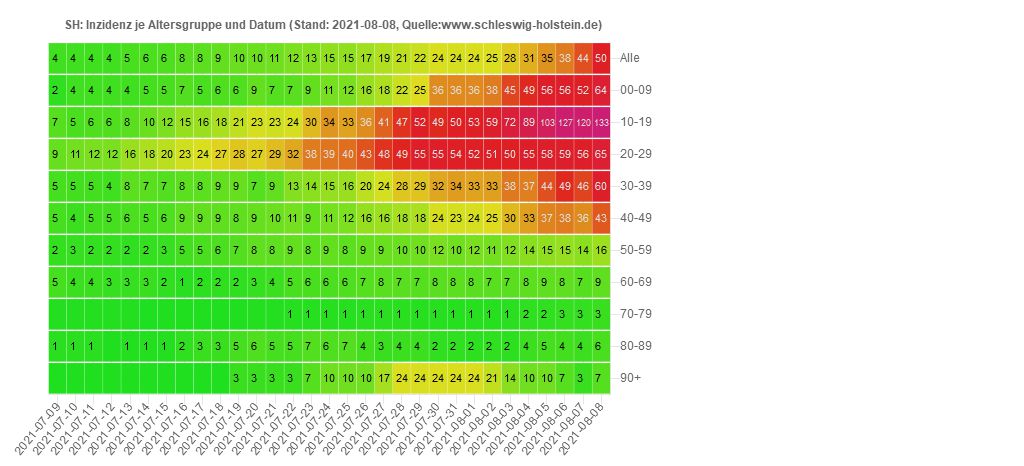 SH: Inzidenz je Altersgruppe und Datum (Stand: 2021-08-08, Quelle:www.schleswig-holstein.de)
4 4 4 4 5 6 6 8 8 9 10 10 11 12 13 15 15 17 19 21 22 24 24 24 25 28 31 35 38 44 50 Alle
2 4 4 4 4 5 5 7 5 6 6 9 7 7 9 11 12 16 18 22 25 36 36 36 38 45 49 56 56 52 64 00-09
7 5 6 6 8 10 12 15 16 18 21 23 23 24 30 34 33 36 41 47 52 49 50 53 59 72 89 103 127 120 133 10-19
9 11 12 12 16 18 20 23 24 27 28 27 29 32 38 39 40 43 48 49 55 55 54 52 51 50 55 58 59 56 65 20-29
5 5 5 4 8 7 7 8 8 9 9 7 9 13 14 15 16 20 24 28 29 32 34 33 33 38 37 44 49 46 60 30-39
5 4 5 5 6 5 6 9 9 9 8 9 10 11 9 11 12 16 16 18 18 24 23 24 25 30 33 37 38 36 43 40-49
2 3 2 2 2 2 3 5 5 6 7 8 8 9 8 9 8 9 9 10 10 12 10 12 11 12 14 15 15 14 16 50-59
5 4 4 3 3 3 2 1 2 2 2 3 4 5 6 6 6 7 8 7 8 7 8 8 7 7 8 9 8 7 9 60-69
1 1 1 1 1 1 1 1 1 1 1 1 1 2 2 3 3 3 70-79
1 1 1 1 1 1 2 3 3 5 6 5 5 7 6 7 4 3 4 4 2 2 2 2 2 4 5 4 4 6 80-89
3 3 3 3 7 10 10 10 17 24 24 24 24 24 21 14 10 10 7 3 7 90+
2021-07-09
2021-07-10
2021-07-11
2021-07-12
2021-07-13
2021-07-14
2021-07-15
2021-07-16
2021-07-17
2021-07-18
2021-07-19
2021-07-20
2021-07-21
2021-07-22
2021-07-23
2021-07-24
2021-07-25
2021-07-26
2021-07-27
2021-07-28
2021-07-29
2021-07-30
2021-07-31
2021-08-01
2021-08-02
2021-08-03
2021-08-04
2021-08-05
2021-08-06
2021-08-07
2021-08-08